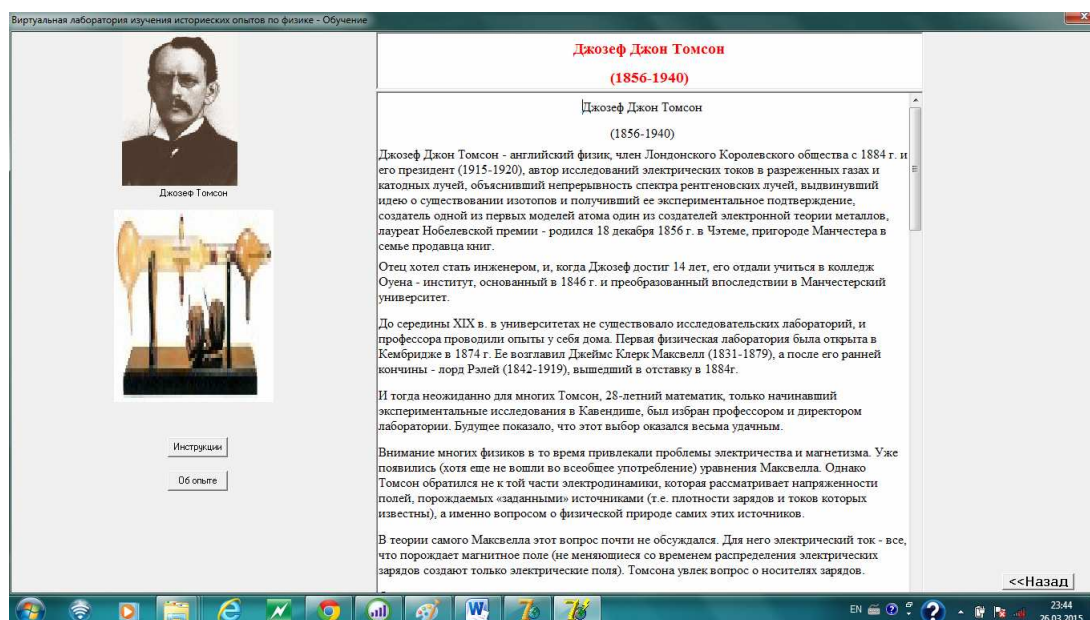 Виртуальная лаборатория изучения историеских опытов по физике - Обучение
Джозеф Томсон
Инструкции
Об опыте
Джозеф Джон Томсон
(1856-1940)
Джозеф Джон Томсон
(1856-1940)
Джозеф Джон Томсон - английский физик, член Лондонского Королевского общества с 1884 г. и
его президент (1915-1920), автор исследований электрических токов в разреженных газах и
катодных лучей, объяснивший непрерывность спектра рентгеновских лучей, выдвинувший
идею о существовании изотопов и получивший ее экспериментальное подтверждение,
создатель одной из первых моделей атома один из создателей электронной теории металлов,
лауреат Нобелевской премии - родился 18 декабря 1856 г. в Чэтеме, пригороде Манчестера в
семье продавца книг.
Отец хотел стать инженером, и, когда Джозеф достиг 14 лет, его отдали учиться в колледж
Оуена - институт, основанный в 1846 г. и преобразованный впоследствии в Манчестерский
университет.
До середины XIX в. в университетах не существовало исследовательских лабораторий, и
профессора проводили опыты у себя дома. Первая физическая лаборатория была открыта в
Кембридже в 1874 г. Ее возглавил Джеймс Клерк Максвелл (1831-1879), а после его ранней
кончины - лорд Рэлей (1842-1919), вышедший в отставку в 1884г.
И тогда неожиданно для многих Томсон, 28-летний математик, только начинавший
экспериментальные исследования в Кавендише, был избран профессором и директором
лаборатории. Будущее показало, что этот выбор оказался весьма удачным.
Внимание многих физиков в то время привлекали проблемы электричества и магнетизма. Уже
появились (хотя еще не вошли во всеобщее употребление) уравнения Максвелла. Однако
Томсон обратился не к той части электродинамики, которая рассматривает напряженности
полей, порождаемых «заданными» источниками (т.е. плотности зарядов и токов которых
известны), а именно вопросом о физической природе самих этих источников.
В теории самого Максвелла этот вопрос почти не обсуждался. Для него электрический ток - все,
что порождает магнитное поле (не меняющиеся со временем распределения электрических
зарядов создают только электрические поля). Томсона увлек вопрос о носителях зарядов.
<<Назад
EN
23:44
26.03.2015